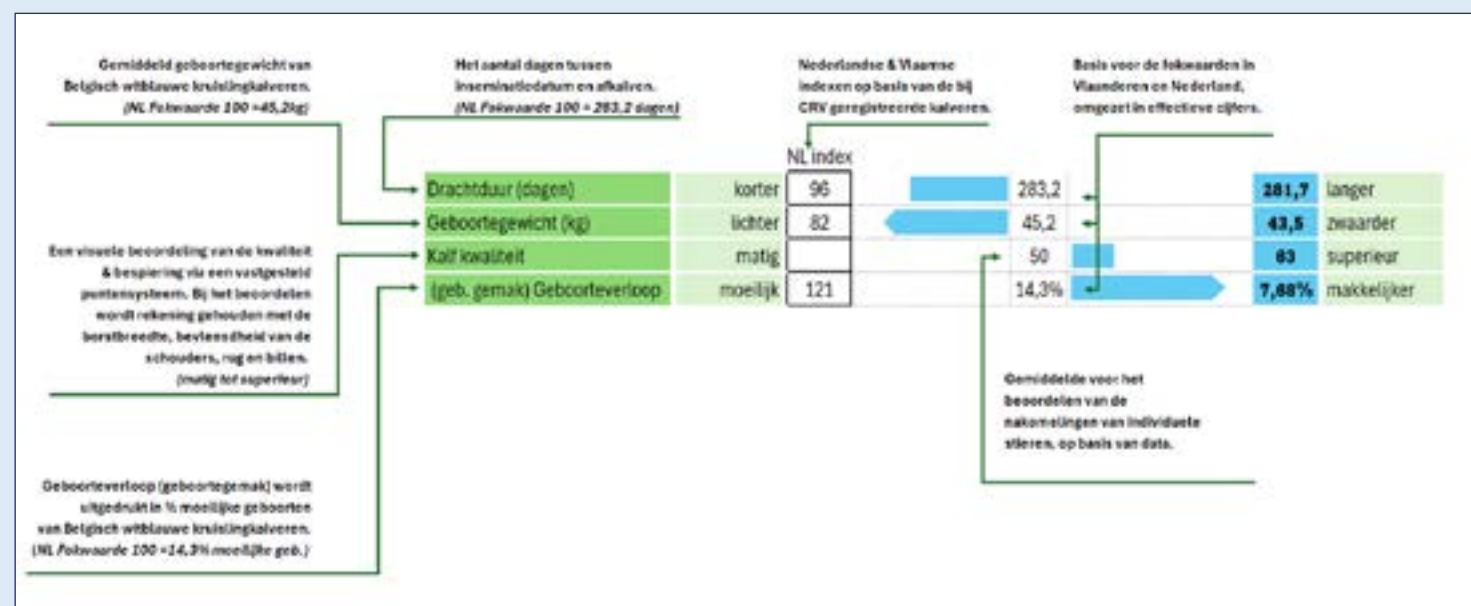 Gemiddeld geboortegewicht van
Belgisch witblauwe kruislingkalveren.
(NL Fokwaarde 100 =45,2kg)
Het aantal dagen tussen
inseminatiedatum en afkalven.
(NL Fokwaarde 100 = 283,2 dagen)
Nederlandse & Vlaamse
indexen op basis van de bij
CRV geregistreerde kalveren.
Basis voor de fokwaarden in
Vlaanderen en Nederland,
omgezet in effectieve cijfers.
NL index
Drachtduur (dagen) korter 96 283,2 281,7 langer
Geboortegewicht (kg) lichter 82 45,2 43,5 zwaarder
Kalf kwaliteit matig 50 63 superieur
(geb. gemak) Geboorteverloop moeilijk 121 14,3% 7,68% makkelijker
Een visuele beoordeling van de kwaliteit
& bespiering via een vastgesteld
puntensysteem. Bij het beoordelen
wordt rekening gehouden met de
borstbreedte, bevleesdheid van de
schouders, rug en billen.
(matig tot superieur)
Gemiddelde voor het
beoordelen van de
nakomelingen van individuele
stieren, op basis van data.
Geboorteverloop (geboortegemak) wordt
uitgedrukt in % moeilijke geboorten
van Belgisch witblauwe kruislingkalveren.
(NL Fokwaarde 100 =14,3% moeilijke geb.)